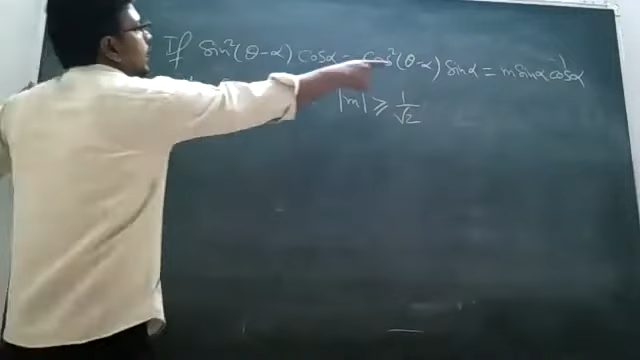 If sin²(θ-α) cosα = cos²(θ-α) sinα = m sinα cosα
|m| ≥ 1/√2